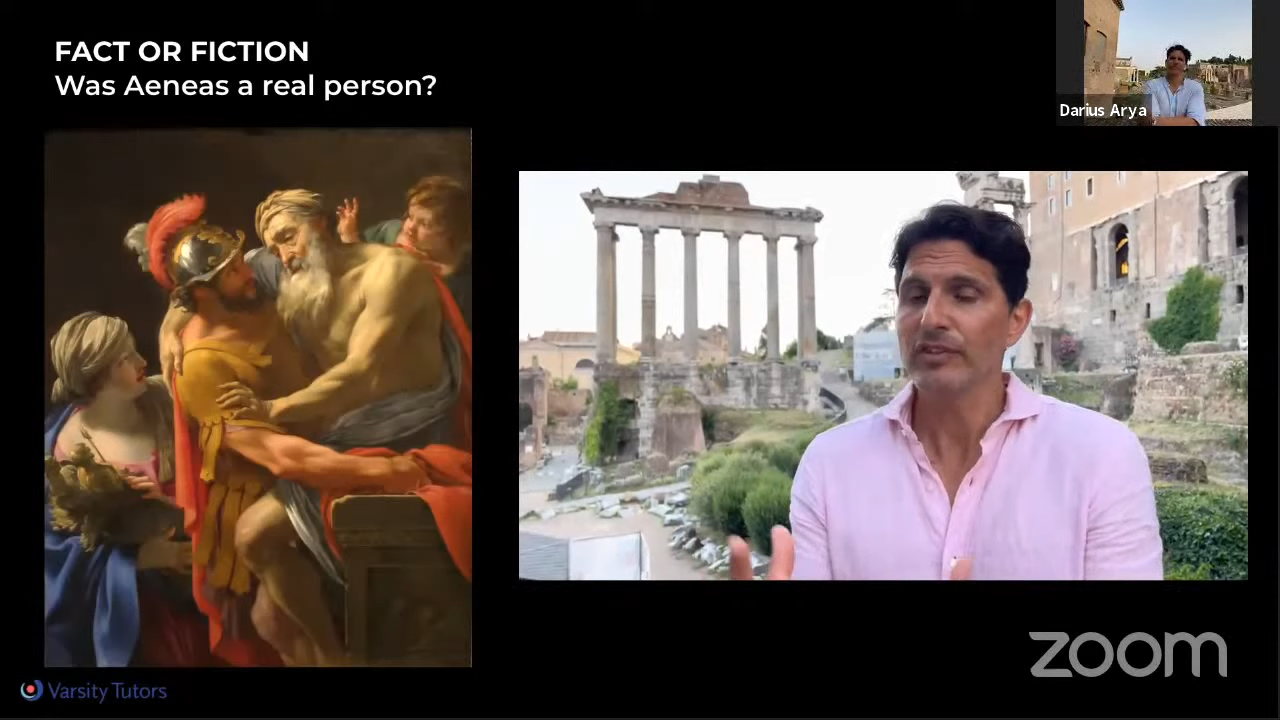 FACT OR FICTION
Was Aeneas a real person?
Darius Arya
zoom
Varsity Tutors